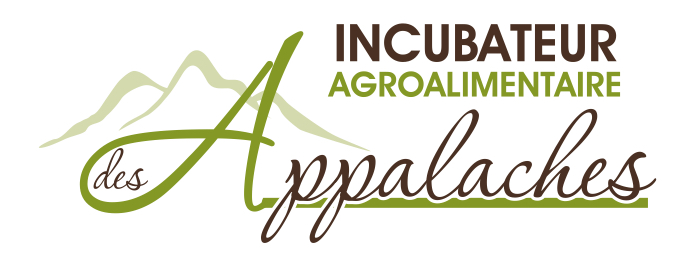 INCUBATEUR
AGROALIMENTAIRE
des Appalaches